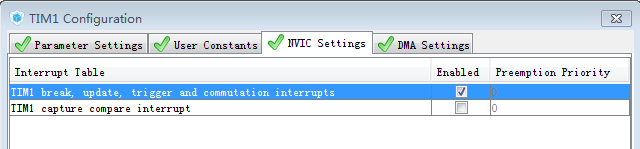 TIM1 Configuration
Parameter Settings User Constants NVIC Settings DMA Settings
Interrupt Table Enabled Preemption Priority
TIM1 break, update, trigger and commutation interrupts 0
TIM1 capture compare interrupt 0